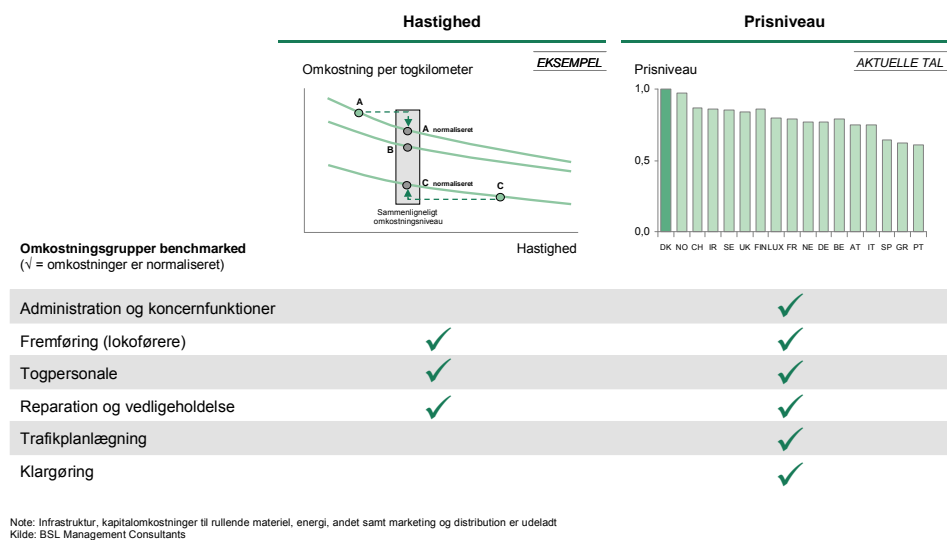 Hastighed
Prisniveau
Omkostning per togkilometer
EKSEMPEL
A
A normaliseret
B
C normaliseret
C
Sammenligneligt
omkostningsniveau
Hastighed
Prisniveau
AKTUELLE TAL
1,0
0,5
0,0
DK NO CH IR SE UK FIN LUX FR NE DE BE AT IT SP GR PT
Omkostningsgrupper benchmarked
(√ = omkostninger er normaliseret)
Administration og koncernfunktioner
Fremføring (lokoførere)
Togpersonale
Reparation og vedligeholdelse
Trafikplanlægning
Klargøring
Note: Infrastruktur, kapitalomkostninger til rullende materiel, energi, andet samt marketing og distribution er udeladt
Kilde: BSL Management Consultants